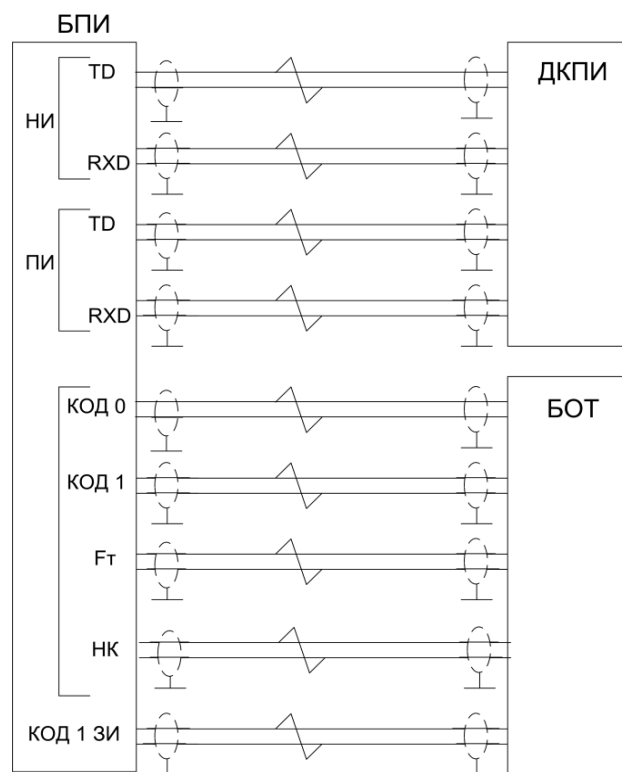 БПИ
TD
ДКПИ
НИ
RXD
TD
ПИ
RXD
КОД 0
БОТ
КОД 1
Fт
НК
КОД 1 ЗИ